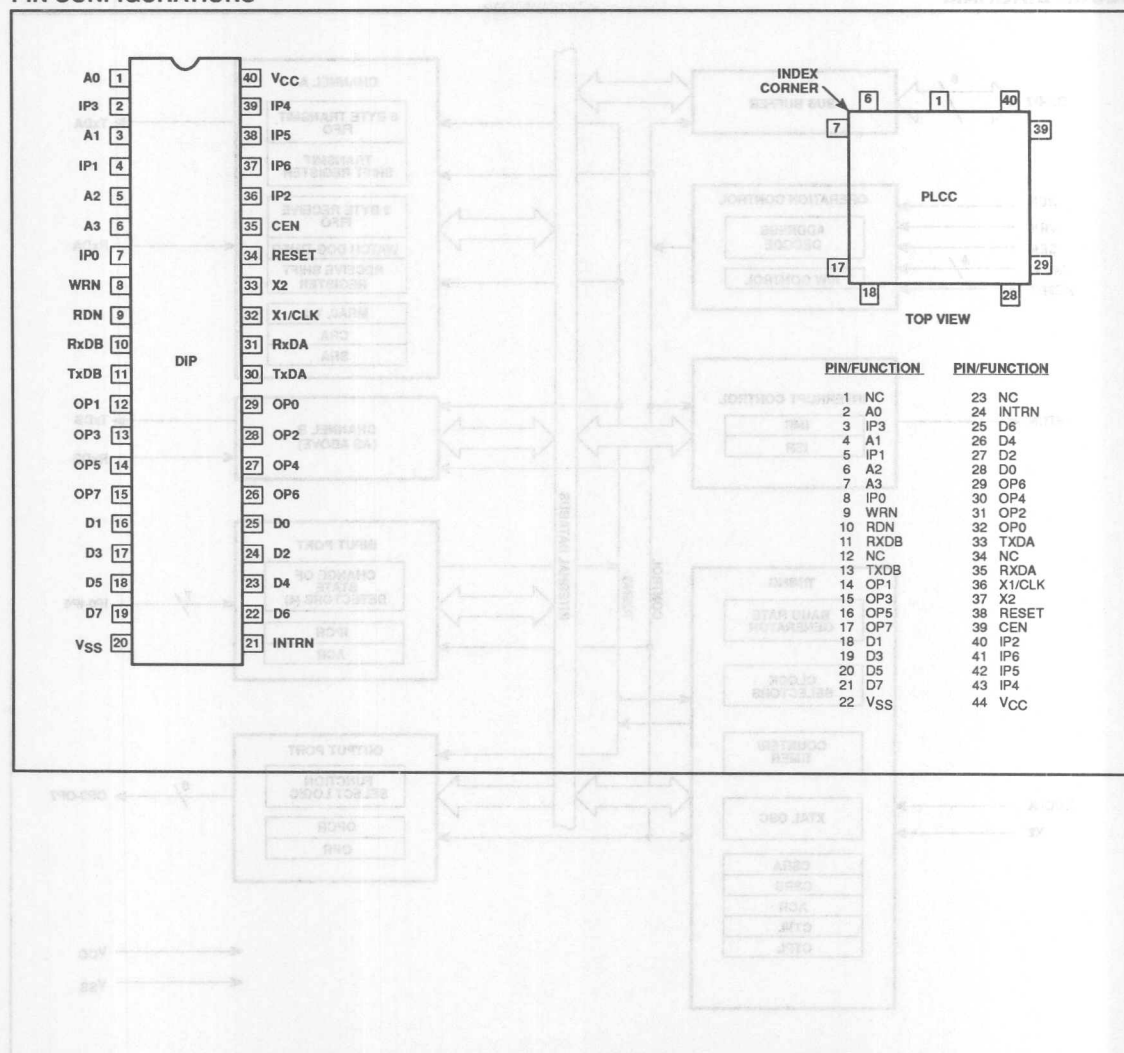 PIN CONFIGURATIONS
A0 1
IP3 2
A1 3
IP1 4
A2 5
A3 6
IP0 7
WRN 8
RDN 9
RxDB 10
TxDB 11
OP1 12
OP3 13
OP5 14
OP7 15
D1 16
D3 17
D5 18
D7 19
VSS 20
DIP
40 VCC
39 IP4
38 IP5
37 IP6
36 IP2
35 CEN
34 RESET
33 X2
32 X1/CLK
31 RxDA
30 TxDA
29 OP0
28 OP2
27 OP4
26 OP6
25 D0
24 D2
23 D4
22 D6
21 INTRN
INDEX
CORNER
6 1 40
7 39
PLCC
17 29
18 28
TOP VIEW
PIN/FUNCTION
1 NC
2 A0
3 IP3
4 A1
5 IP1
6 A2
7 A3
8 IP0
9 WRN
10 RDN
11 RXDB
12 NC
13 TXDB
14 OP1
15 OP3
16 OP5
17 OP7
18 D1
19 D3
20 D5
21 D7
22 VSS
PIN/FUNCTION
23 NC
24 INTRN
25 D6
26 D4
27 D2
28 D0
29 OP6
30 OP4
31 OP2
32 OP0
33 TXDA
34 NC
35 RXDA
36 X1/CLK
37 X2
38 RESET
39 CEN
40 IP2
41 IP6
42 IP5
43 IP4
44 VCC